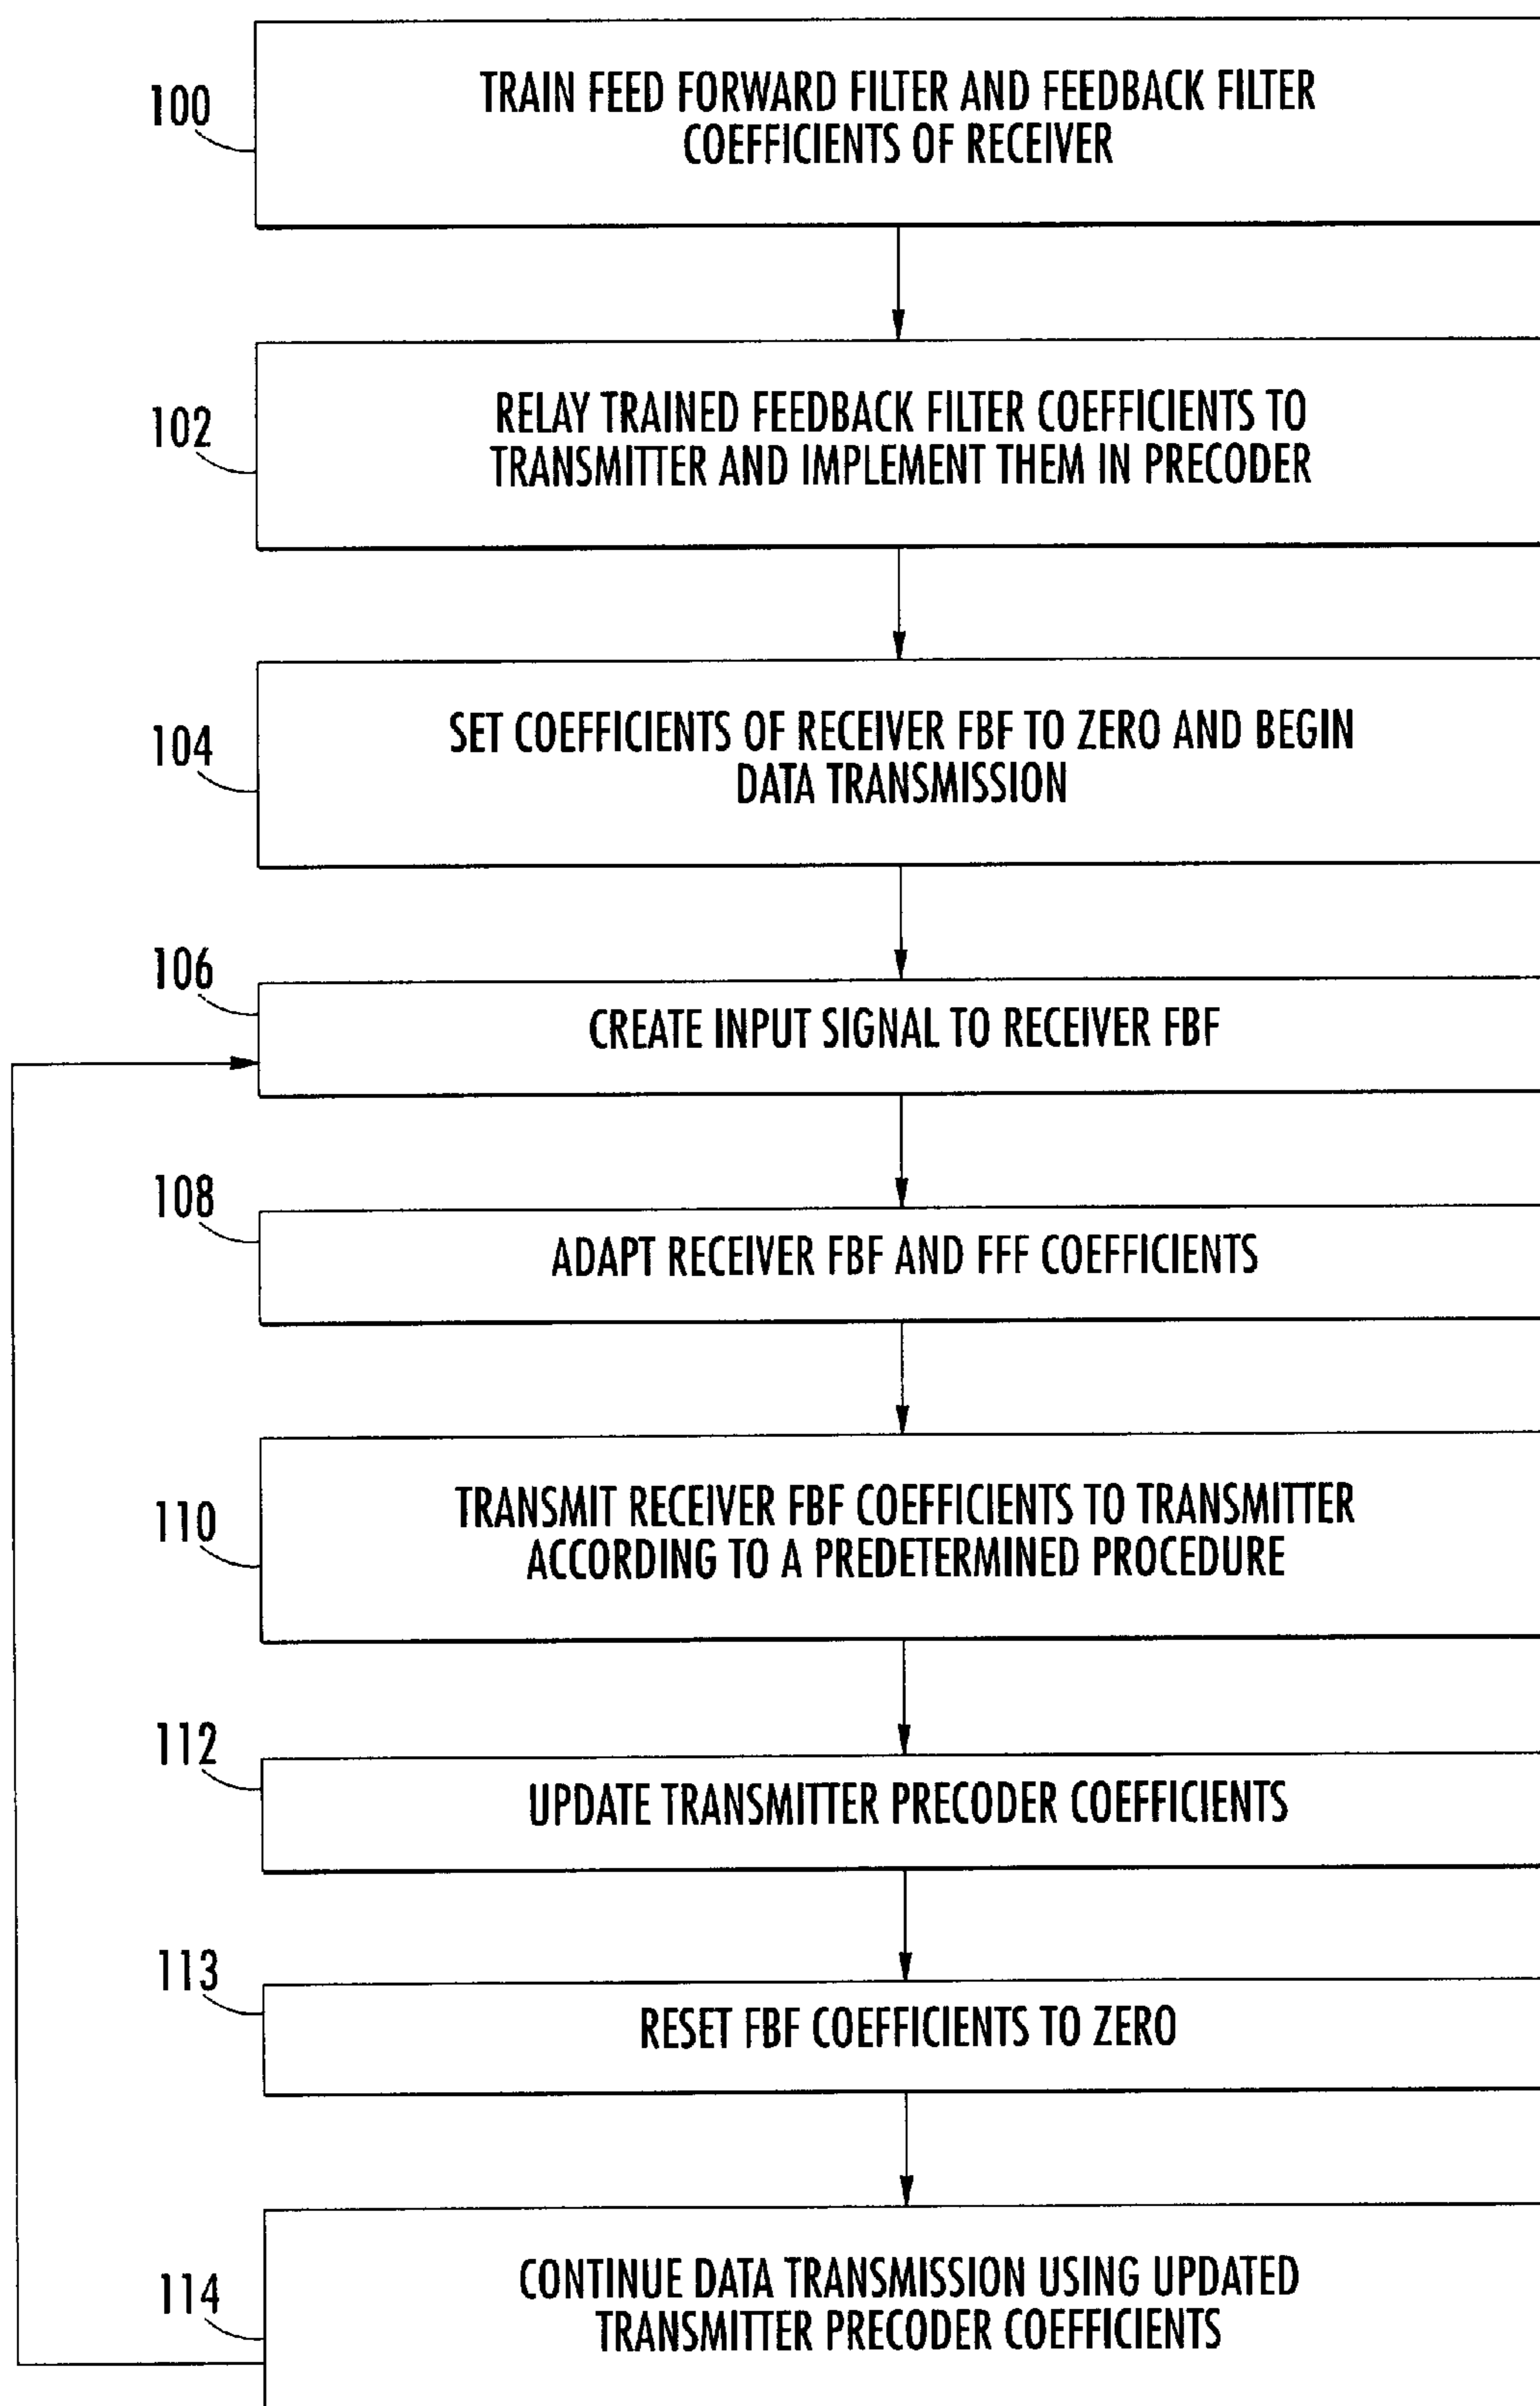 100
TRAIN FEED FORWARD FILTER AND FEEDBACK FILTER
COEFFICIENTS OF RECEIVER
102
RELAY TRAINED FEEDBACK FILTER COEFFICIENTS TO
TRANSMITTER AND IMPLEMENT THEM IN PRECODER
104
SET COEFFICIENTS OF RECEIVER FBF TO ZERO AND BEGIN
DATA TRANSMISSION
106
CREATE INPUT SIGNAL TO RECEIVER FBF
108
ADAPT RECEIVER FBF AND FFF COEFFICIENTS
110
TRANSMIT RECEIVER FBF COEFFICIENTS TO TRANSMITTER
ACCORDING TO A PREDETERMINED PROCEDURE
112
UPDATE TRANSMITTER PRECODER COEFFICIENTS
113
RESET FBF COEFFICIENTS TO ZERO
114
CONTINUE DATA TRANSMISSION USING UPDATED
TRANSMITTER PRECODER COEFFICIENTS